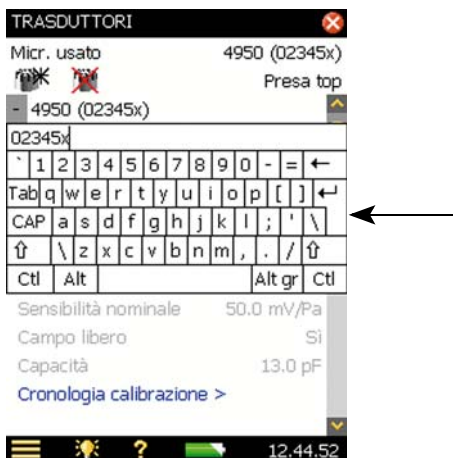 TRASDUTTORI
Micr. usato 4950 (02345x)
Presa top
- 4950 (02345x)
02345x
` 1 2 3 4 5 6 7 8 9 0 - = ←
Tab q w e r t y u i o p [ ] ↵
CAP a s d f g h j k l ; ' \
⇧ \ z x c v b n m , . / ⇧
Ctl Alt Alt gr Ctl
Sensibilità nominale 50.0 mV/Pa
Campo libero Sì
Capacità 13.0 pF
Cronologia calibrazione >
? 12.44.52